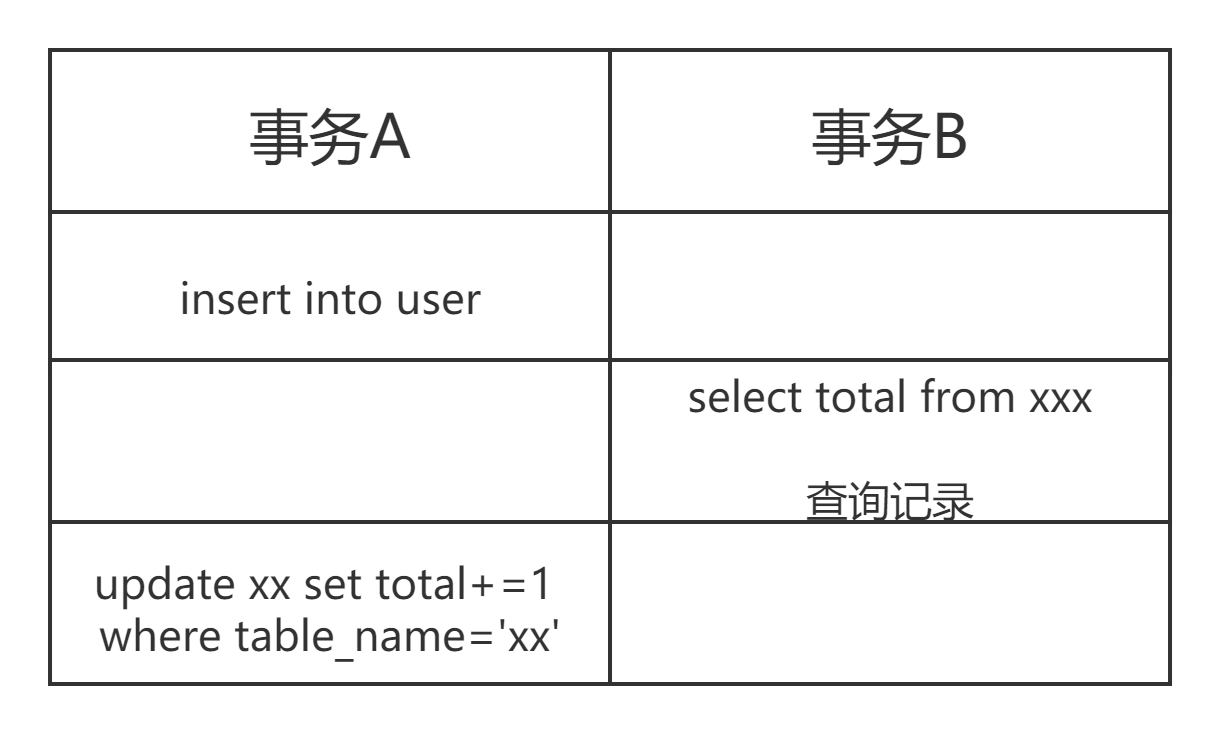 事务A
事务B
insert into user
select total from xxx
查询记录
update xx set total+=1
where table_name='xx'